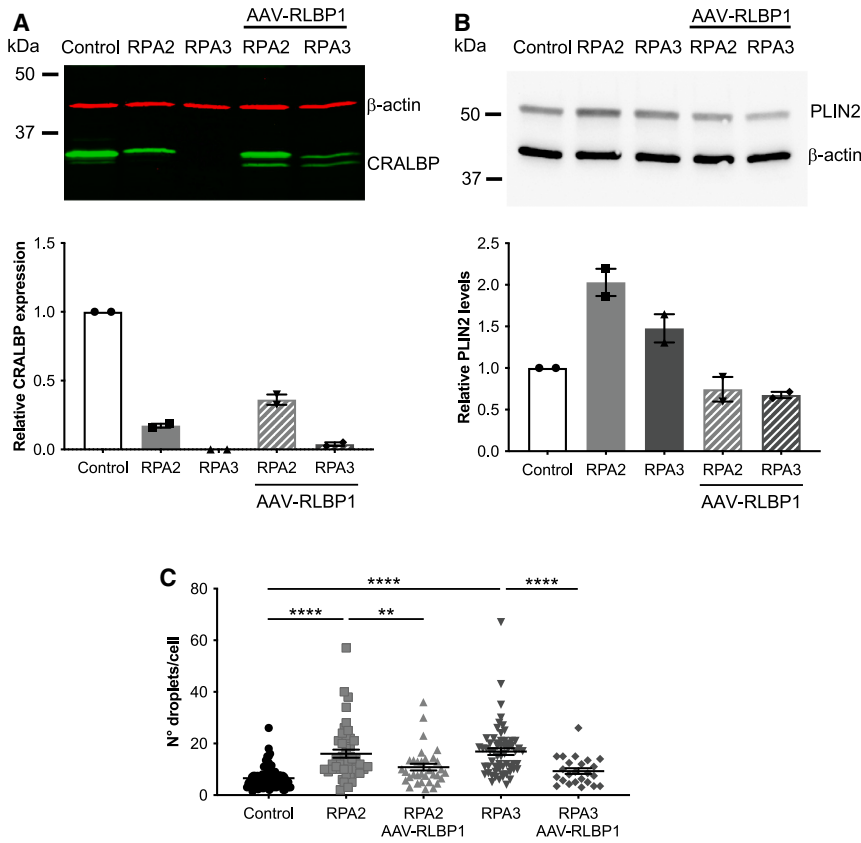 A
AAV-RLBP1
kDa
Control RPA2 RPA3 RPA2 RPA3
50
β-actin
37
CRALBP
Relative CRALBP expression
1.5
1.0
0.5
0.0
Control RPA2 RPA3 RPA2 RPA3
AAV-RLBP1
B
AAV-RLBP1
kDa
Control RPA2 RPA3 RPA2 RPA3
50
PLIN2
β-actin
37
Relative PLIN2 levels
2.5
2.0
1.5
1.0
0.5
0.0
Control RPA2 RPA3 RPA2 RPA3
AAV-RLBP1
C
N° droplets/cell
80
60
40
20
0
**** ****
**** **
Control RPA2 RPA2 RPA3 RPA3
AAV-RLBP1 AAV-RLBP1